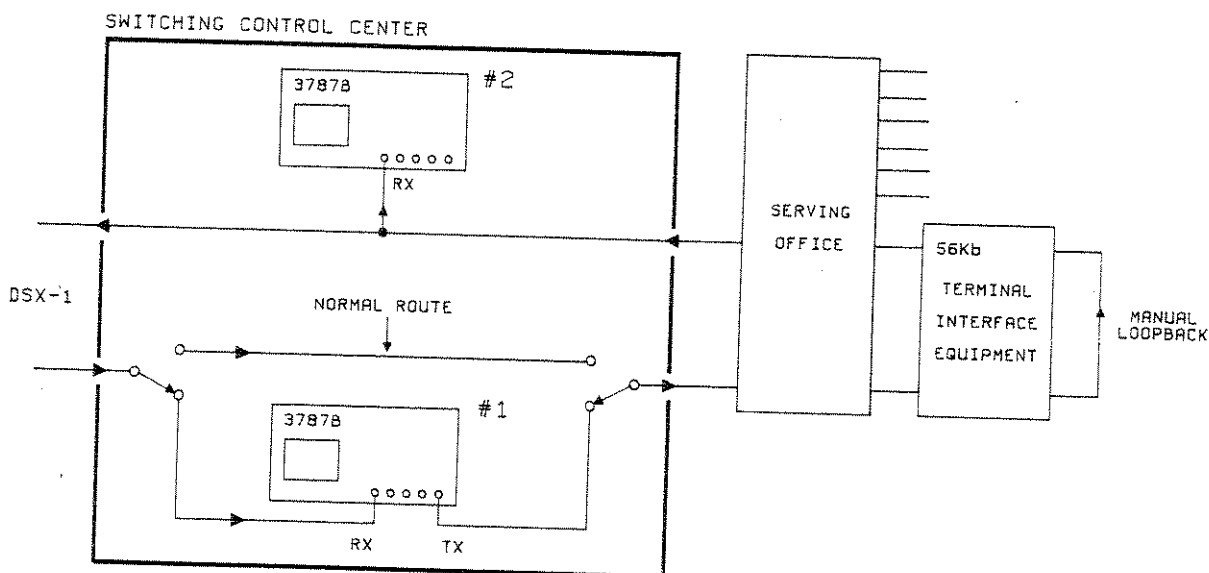 SWITCHING CONTROL CENTER
3787B
#2
RX
SERVING
OFFICE
56Kb
TERMINAL
INTERFACE
EQUIPMENT
MANUAL
LOOPBACK
DSX-1
NORMAL ROUTE
3787B
#1
RX
TX